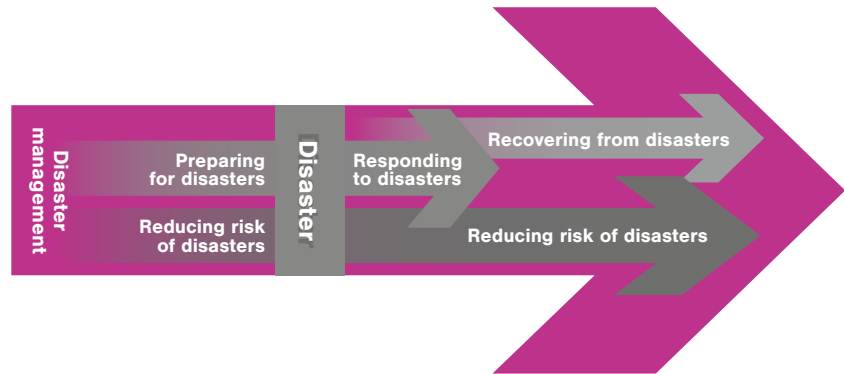 Disaster
management
Preparing
for disasters
Reducing risk
of disasters
Disaster
Responding
to disasters
Recovering from disasters
Reducing risk of disasters